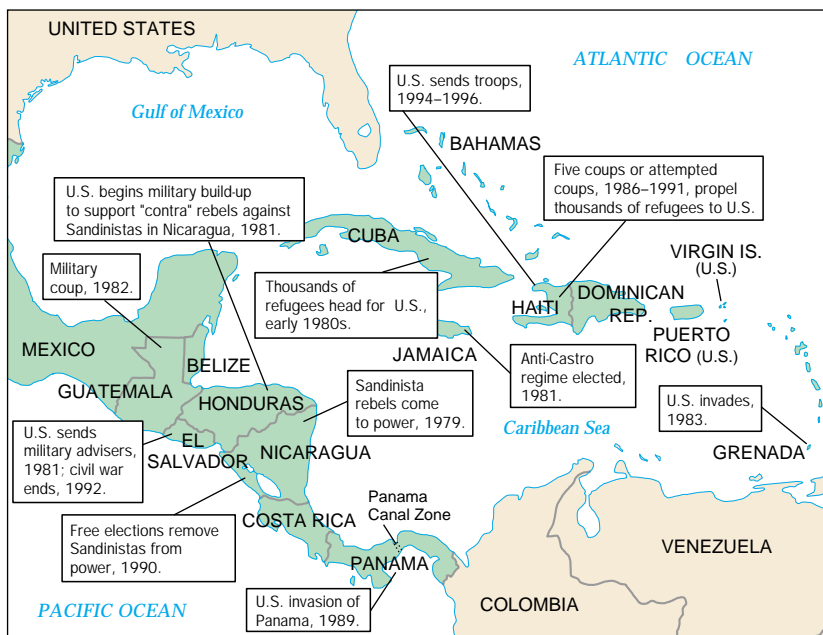 UNITED STATES
ATLANTIC OCEAN
U.S. sends troops,
1994–1996.
Gulf of Mexico
BAHAMAS
Five coups or attempted
coups, 1986–1991, propel
thousands of refugees to U.S.
U.S. begins military build-up
to support "contra" rebels against
Sandinistas in Nicaragua, 1981.
CUBA
VIRGIN IS.
(U.S.)
Military
coup, 1982.
Thousands of
refugees head for U.S.,
early 1980s.
HAITI
DOMINICAN
REP.
PUERTO
RICO (U.S.)
MEXICO
BELIZE
JAMAICA
Anti-Castro
regime elected,
1981.
GUATEMALA
HONDURAS
Sandinista
rebels come
to power, 1979.
U.S. invades,
1983.
Caribbean Sea
GRENADA
U.S. sends
military advisers,
1981; civil war
ends, 1992.
EL
SALVADOR
NICARAGUA
COSTA RICA
Panama
Canal Zone
Free elections remove
Sandinistas from
power, 1990.
PANAMA
VENEZUELA
U.S. invasion of
Panama, 1989.
COLOMBIA
PACIFIC OCEAN